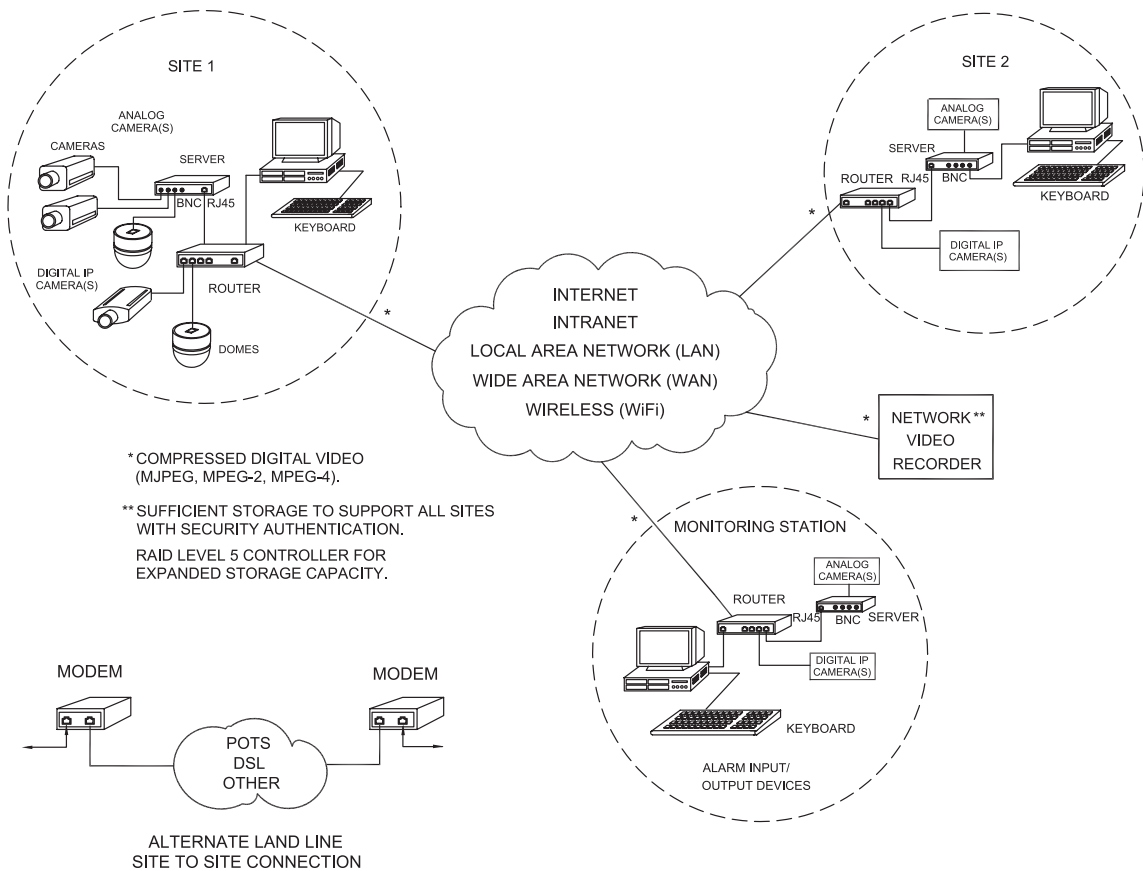 SITE 1
ANALOG
CAMERA(S)
CAMERAS
SERVER
BNC RJ45
KEYBOARD
DIGITAL IP
CAMERA(S)
ROUTER
DOMES
*
SITE 2
ANALOG
CAMERA(S)
SERVER
ROUTER RJ45 BNC
KEYBOARD
DIGITAL IP
CAMERA(S)
*
INTERNET
INTRANET
LOCAL AREA NETWORK (LAN)
WIDE AREA NETWORK (WAN)
WIRELESS (WiFi)
*
NETWORK **
VIDEO
RECORDER
* COMPRESSED DIGITAL VIDEO
(MJPEG, MPEG-2, MPEG-4).
** SUFFICIENT STORAGE TO SUPPORT ALL SITES
WITH SECURITY AUTHENTICATION.
RAID LEVEL 5 CONTROLLER FOR
EXPANDED STORAGE CAPACITY.
*
MONITORING STATION
ANALOG
CAMERA(S)
ROUTER
RJ45 BNC SERVER
DIGITAL IP
CAMERA(S)
KEYBOARD
ALARM INPUT/
OUTPUT DEVICES
MODEM
MODEM
POTS
DSL
OTHER
ALTERNATE LAND LINE
SITE TO SITE CONNECTION